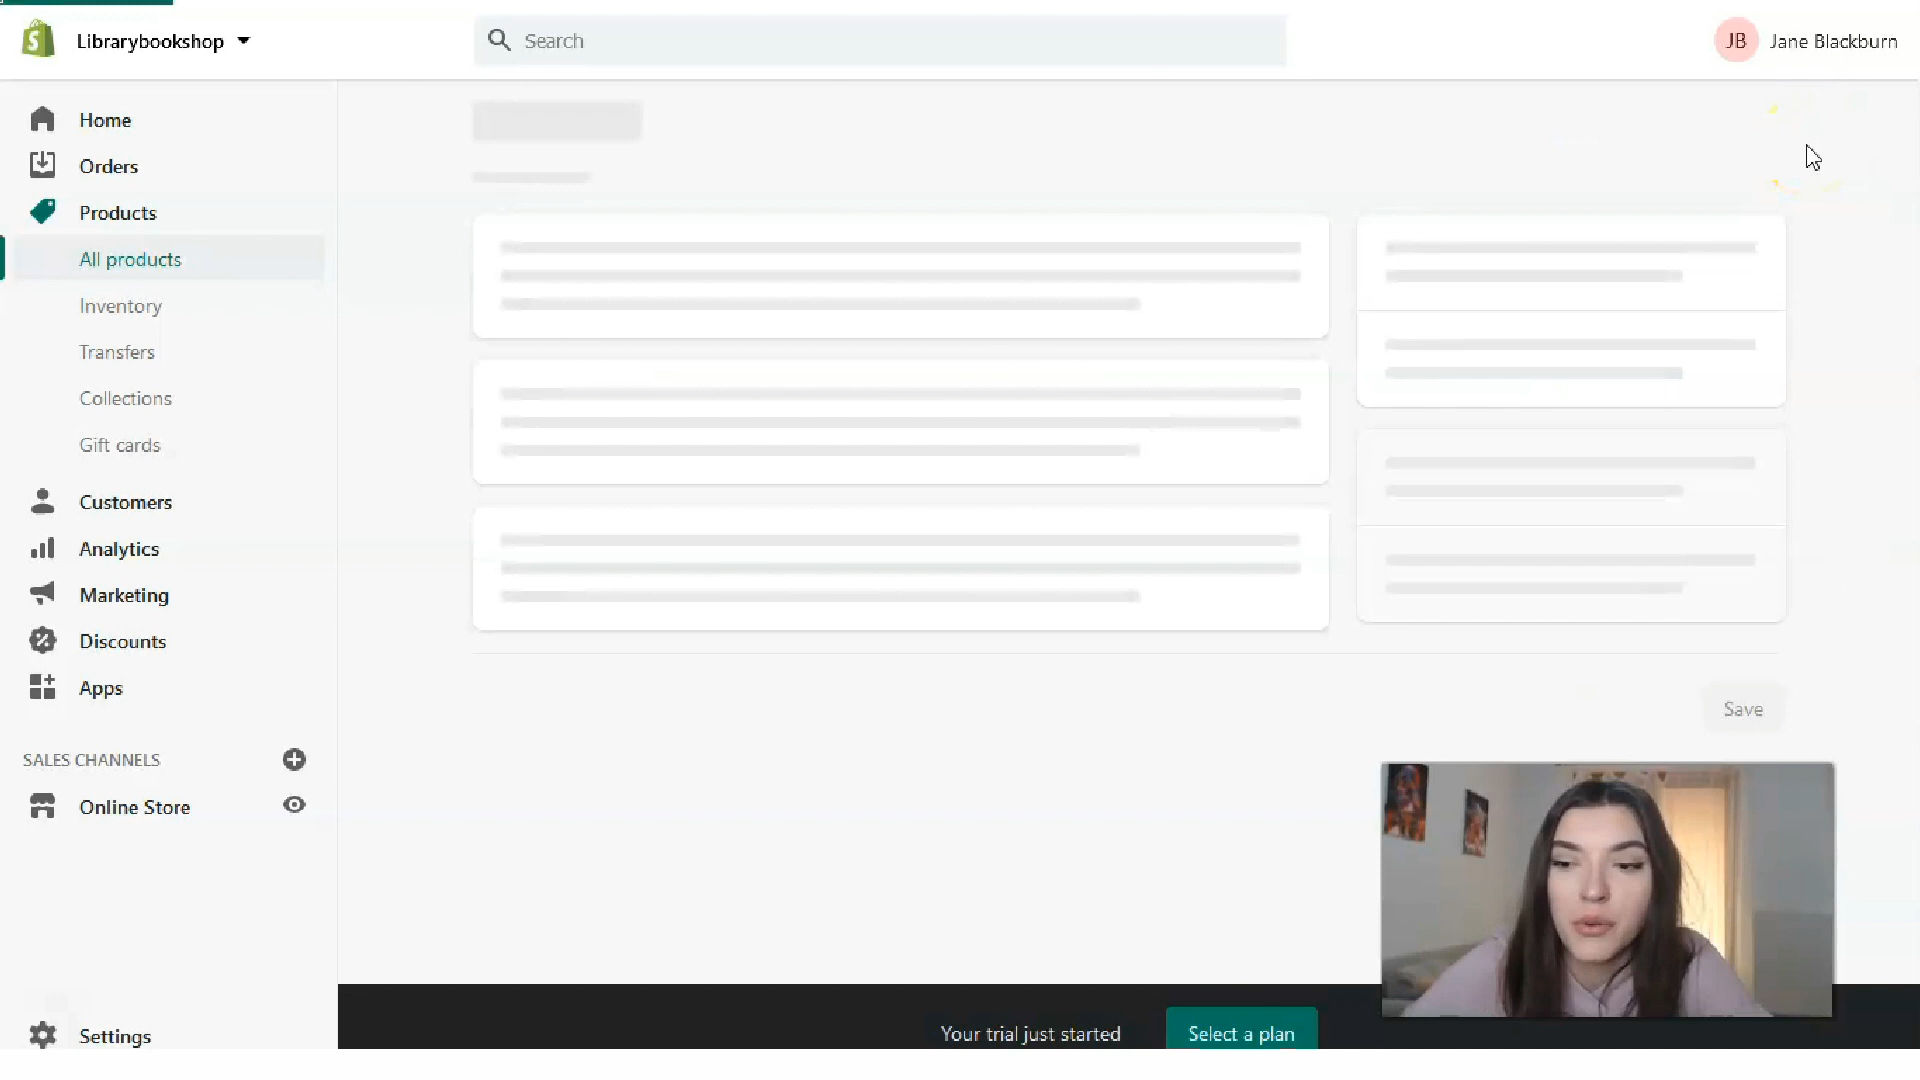 Librarybookshop
Search
JB Jane Blackburn
Home
Orders
Products
All products
Inventory
Transfers
Collections
Gift cards
Customers
Analytics
Marketing
Discounts
Apps
SALES CHANNELS
Online Store
Settings
Save
Your trial just started
Select a plan